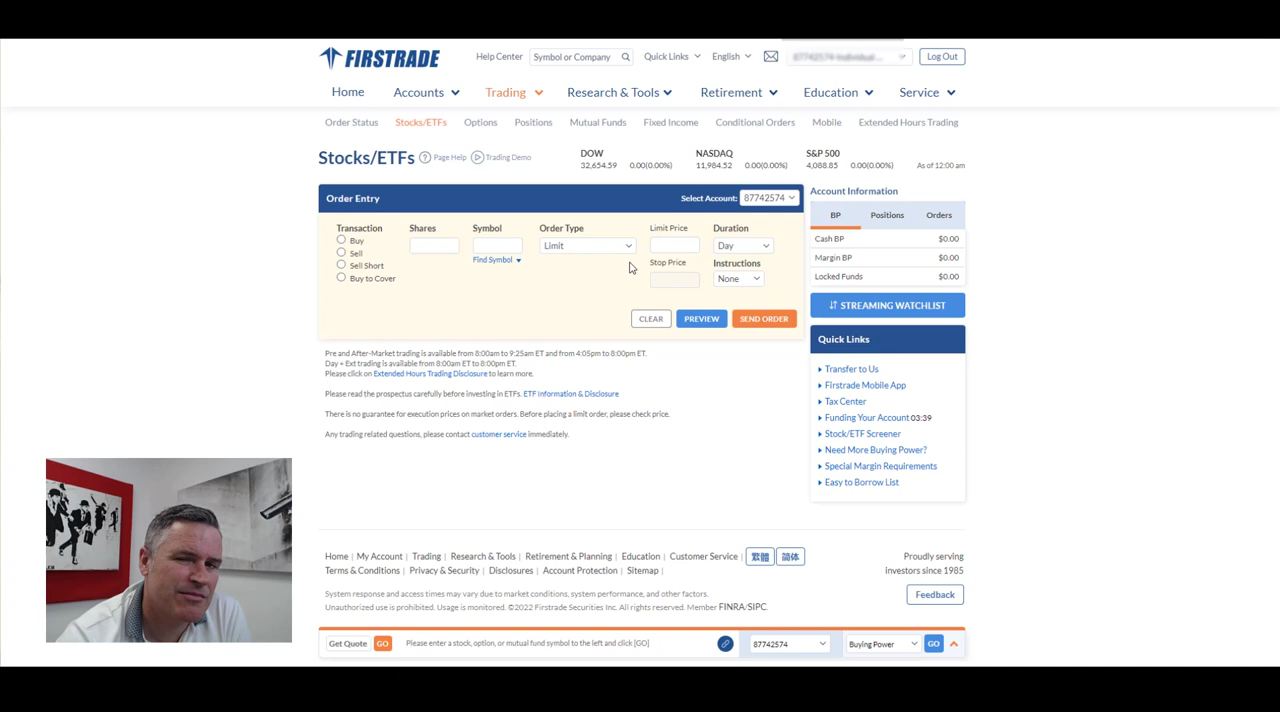 FIRSTRADE
Help Center Symbol or Company Quick Links English Log Out
Home Accounts Trading Research & Tools Retirement Education Service
Order Status Stocks/ETFs Options Positions Mutual Funds Fixed Income Conditional Orders Mobile Extended Hours Trading
Stocks/ETFs ? Page Help Trading Demo
DOW NASDAQ S&P 500
32,654.59 0.00(0.00%) 11,984.52 0.00(0.00%) 4,088.85 0.00(0.00%) As of 12:00 am
Order Entry Select Account: 87742574
Transaction Shares Symbol Order Type Limit Price Duration
Buy Limit Day
Sell Find Symbol Stop Price Instructions
Sell Short
Buy to Cover None
CLEAR PREVIEW SEND ORDER
Pre and After-Market trading is available from 8:00am to 9:25am ET and from 4:05pm to 8:00pm ET.
Day + Ext trading is available from 8:00am ET to 8:00pm ET.
Please click on Extended Hours Trading Disclosure to learn more.
Please read the prospectus carefully before investing in ETFs. ETF Information & Disclosure
There is no guarantee for execution prices on market orders. Before placing a limit order, please check price.
Any trading related questions, please contact customer service immediately.
Account Information
BP Positions Orders
Cash BP $0.00
Margin BP $0.00
Locked Funds $0.00
STREAMING WATCHLIST
Quick Links
Transfer to Us
Firstrade Mobile App
Tax Center
Funding Your Account 03:39
Stock/ETF Screener
Need More Buying Power?
Special Margin Requirements
Easy to Borrow List
Home My Account Trading Research & Tools Retirement & Planning Education Customer Service 繁體 简体
Terms & Conditions Privacy & Security Disclosures Account Protection Sitemap
Proudly serving
investors since 1985
System response and access times may vary due to market conditions, system performance, and other factors.
Unauthorized use is prohibited. Usage is monitored. ©2022 Firstrade Securities Inc. All rights reserved. Member FINRA/SIPC.
Feedback
Get Quote GO Please enter a stock, option, or mutual fund symbol to the left and click [GO] 87742574 Buying Power GO